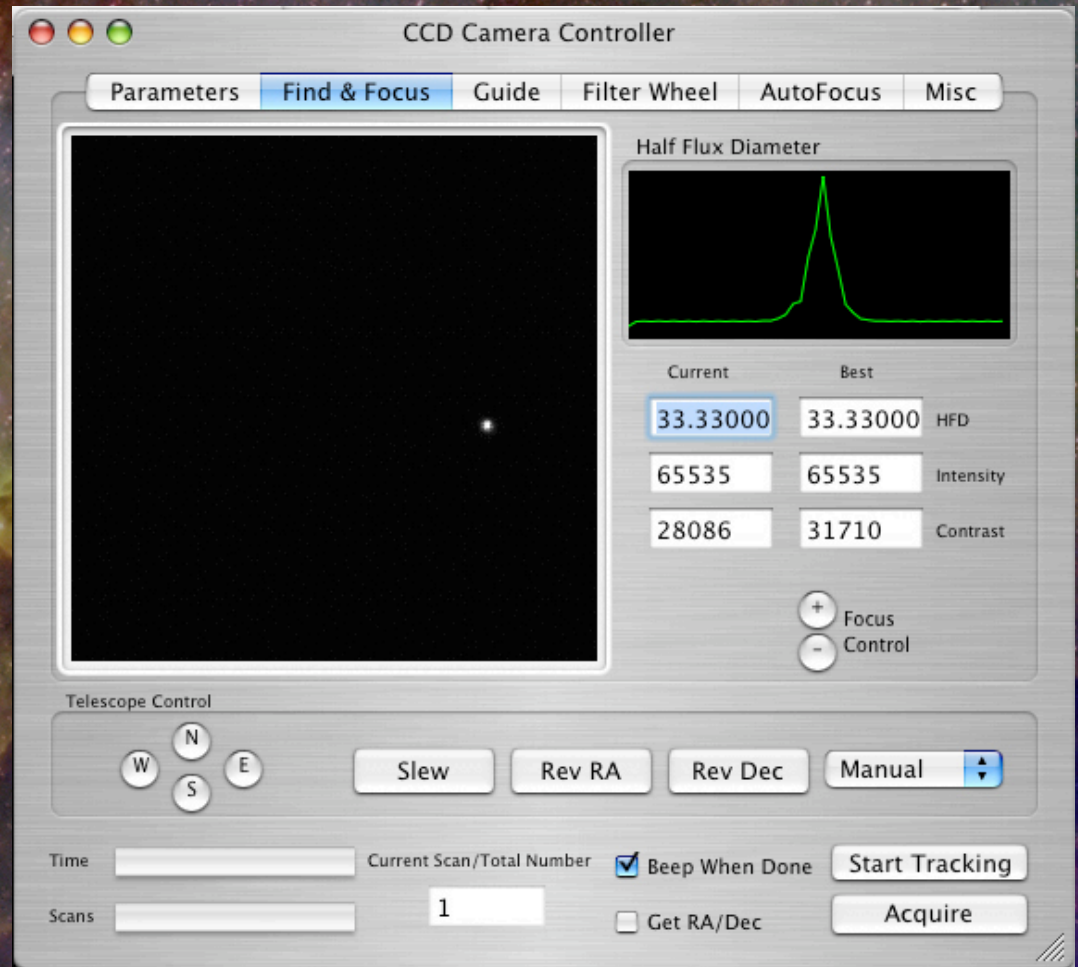 CCD Camera Controller
Parameters Find & Focus Guide Filter Wheel AutoFocus Misc
Half Flux Diameter
Current Best
33.33000 33.33000 HFD
65535 65535 Intensity
28086 31710 Contrast
+ Focus
- Control
Telescope Control
N
W E Slew Rev RA Rev Dec Manual
S
Time Current Scan/Total Number Beep When Done Start Tracking
Scans 1 Get RA/Dec Acquire